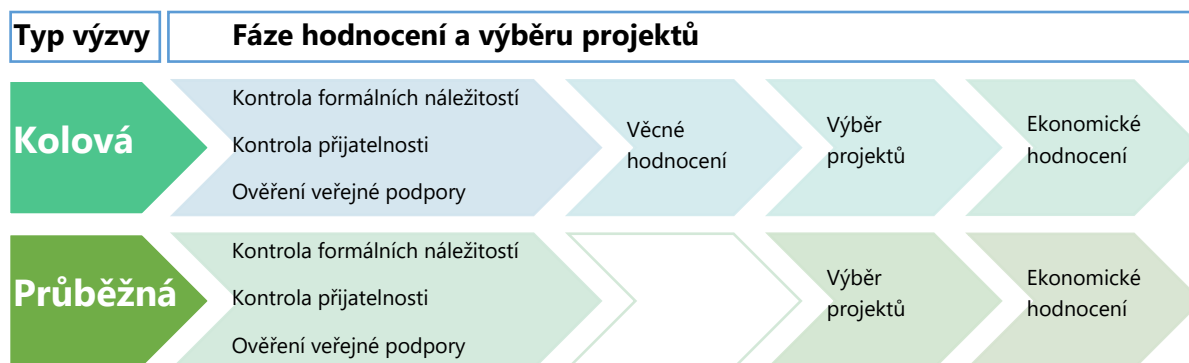 Typ výzvy
Fáze hodnocení a výběru projektů
Kolová
Kontrola formálních náležitostí
Kontrola přijatelnosti
Ověření veřejné podpory
Věcné
hodnocení
Výběr
projektů
Ekonomické
hodnocení
Průběžná
Kontrola formálních náležitostí
Kontrola přijatelnosti
Ověření veřejné podpory
Výběr
projektů
Ekonomické
hodnocení